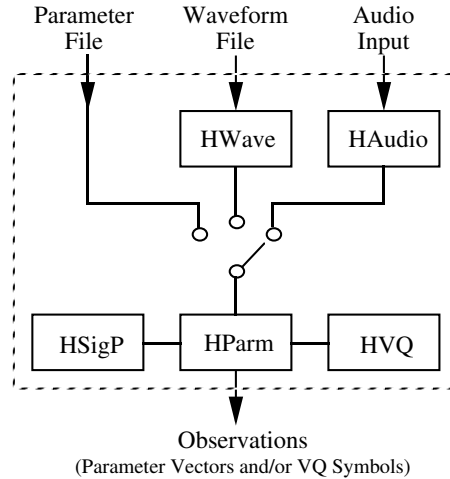 Parameter File
Waveform File
Audio Input
HWave
HAudio
HSigP
HParm
HVQ
Observations
(Parameter Vectors and/or VQ Symbols)